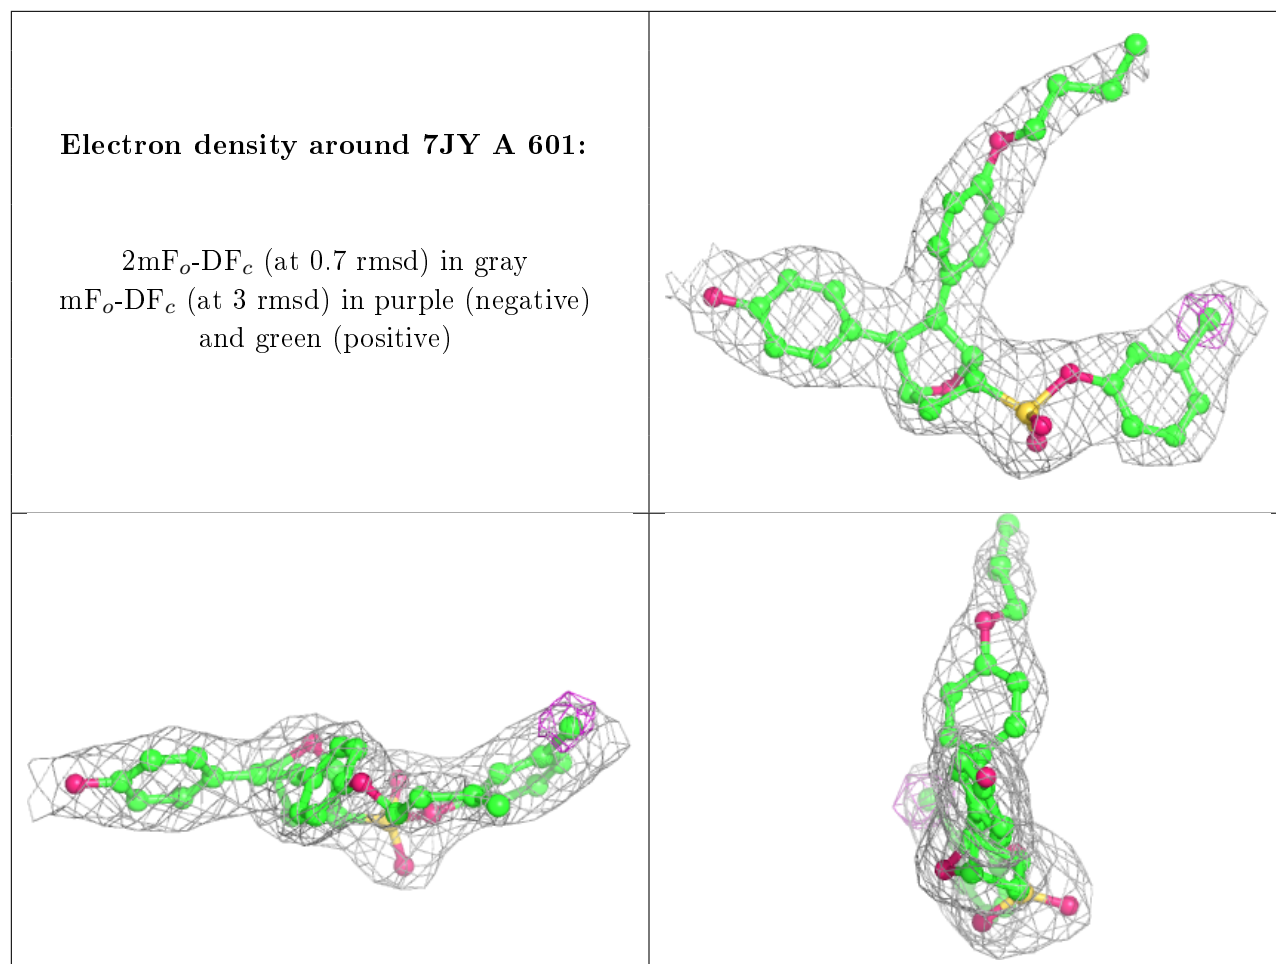 Electron density around 7JY A 601:
2mFₒ-DF𝒸 (at 0.7 rmsd) in gray
mFₒ-DF𝒸 (at 3 rmsd) in purple (negative)
and green (positive)